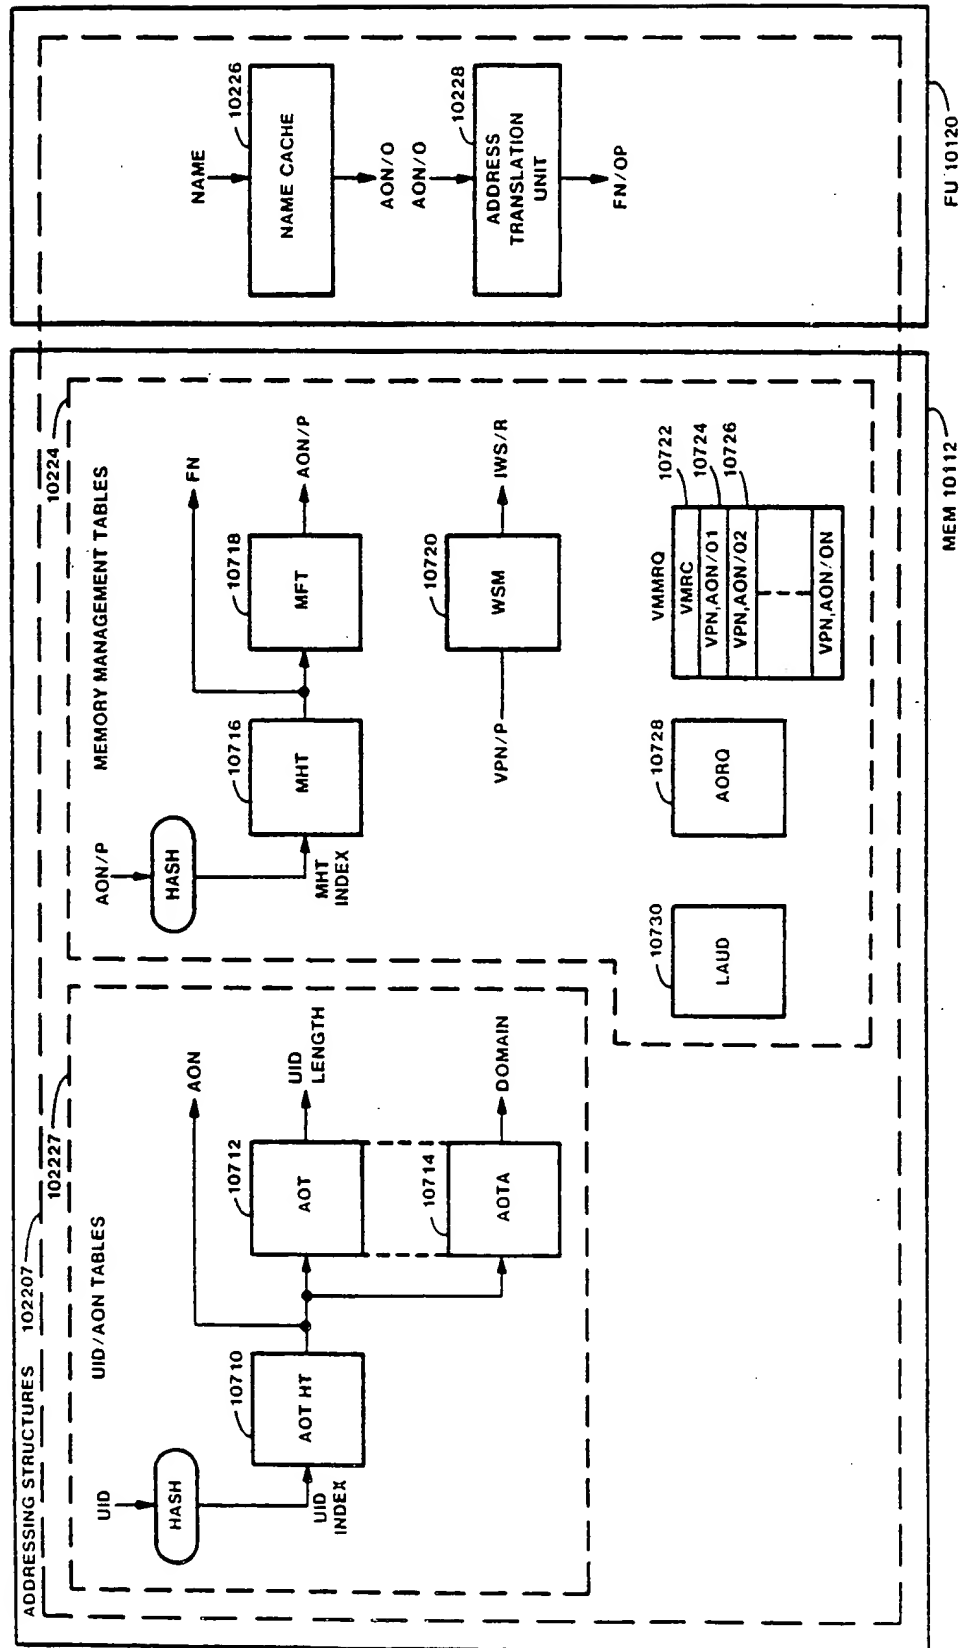 ADDRESSING STRUCTURES 102207
102227
UID/AON TABLES
UID
HASH
UID
INDEX
10710
AOT HT
AON
10712
AOT
UID
LENGTH
10714
AOTA
DOMAIN
10224
MEMORY MANAGEMENT TABLES
AON/P
HASH
MHT
INDEX
10716
MHT
FN
10718
MFT
AON/P
VPN/P
10720
WSM
IWS/R
10730
LAUD
10728
AORQ
VMMRQ
VMRC
10722
VPN,AON/O1
10724
VPN,AON/O2
10726
VPN,AON/ON
MEM 10112
NAME
10226
NAME CACHE
AON/O
AON/O
10228
ADDRESS
TRANSLATION
UNIT
FN/OP
FU 10120